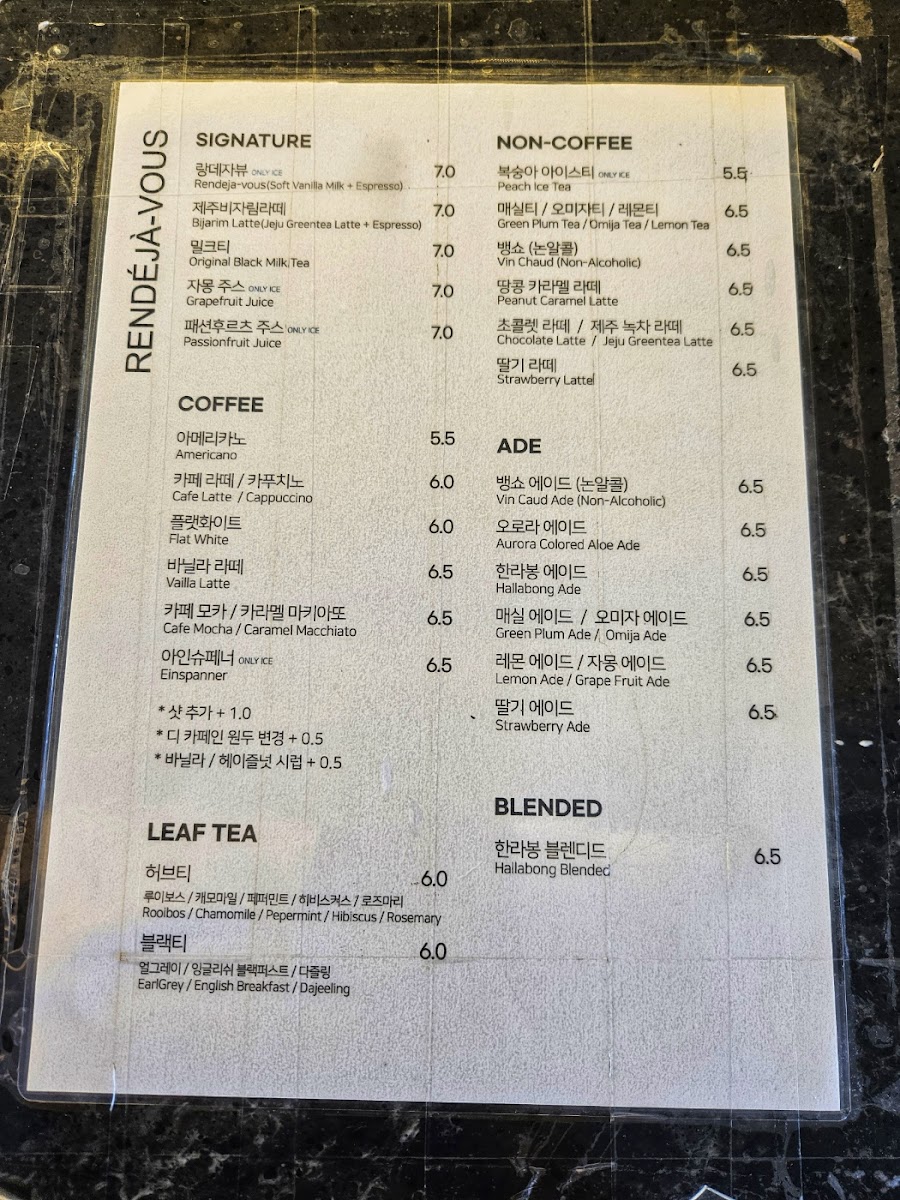 RENDÉJÀ-VOUS
SIGNATURE
랑데자뷰 ONLY ICE 7.0
Rendeja-vous(Soft Vanilla Milk + Espresso)
제주비자림라떼 7.0
Bijarim Latte(Jeju Greentea Latte + Espresso)
밀크티 7.0
Original Black Milk Tea
자몽 주스 ONLY ICE 7.0
Grapefruit Juice
패션후르츠 주스 ONLY ICE 7.0
Passionfruit Juice
COFFEE
아메리카노 5.5
Americano
카페 라떼 / 카푸치노 6.0
Cafe Latte / Cappuccino
플랫화이트 6.0
Flat White
바닐라 라떼 6.5
Vailla Latte
카페 모카 / 카라멜 마키아또 6.5
Cafe Mocha / Caramel Macchiato
아인슈페너 ONLY ICE 6.5
Einspanner
* 샷 추가 + 1.0
* 디 카페인 원두 변경 + 0.5
* 바닐라 / 헤이즐넛 시럽 + 0.5
LEAF TEA
허브티 6.0
루이보스 / 캐모마일 / 페퍼민트 / 히비스커스 / 로즈마리
Rooibos / Chamomile / Pepermint / Hibiscus / Rosemary
블랙티 6.0
얼그레이 / 잉글리쉬 블랙퍼스트 / 다즐링
EarlGrey / English Breakfast / Dajeeling
NON-COFFEE
복숭아 아이스티 ONLY ICE 5.5
Peach Ice Tea
매실티 / 오미자티 / 레몬티 6.5
Green Plum Tea / Omija Tea / Lemon Tea
뱅쇼 (논알콜) 6.5
Vin Chaud (Non-Alcoholic)
땅콩 카라멜 라떼 6.5
Peanut Caramel Latte
초콜렛 라떼 / 제주 녹차 라떼 6.5
Chocolate Latte / Jeju Greentea Latte
딸기 라떼 6.5
Strawberry Latte
ADE
뱅쇼 에이드 (논알콜) 6.5
Vin Caud Ade (Non-Alcoholic)
오로라 에이드 6.5
Aurora Colored Aloe Ade
한라봉 에이드 6.5
Hallabong Ade
매실 에이드 / 오미자 에이드 6.5
Green Plum Ade / Omija Ade
레몬 에이드 / 자몽 에이드 6.5
Lemon Ade / Grape Fruit Ade
딸기 에이드 6.5
Strawberry Ade
BLENDED
한라봉 블렌디드 6.5
Hallabong Blended